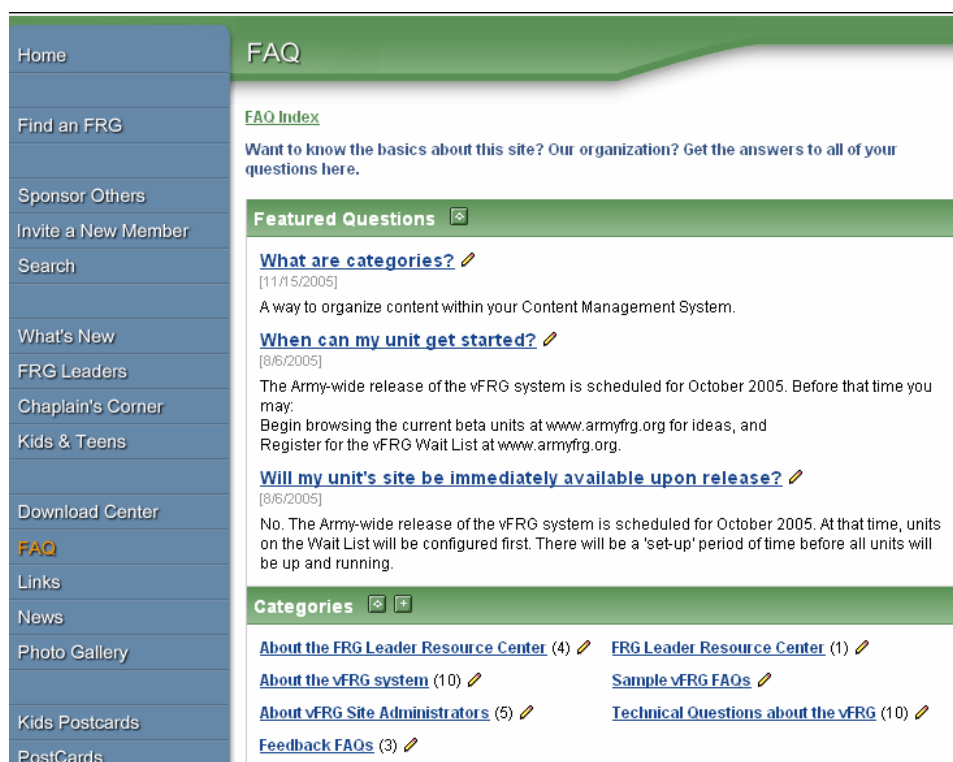 Home
Find an FRG
Sponsor Others
Invite a New Member
Search
What's New
FRG Leaders
Chaplain's Corner
Kids & Teens
Download Center
FAQ
Links
News
Photo Gallery
Kids Postcards
PostCards
FAQ
FAQ Index
Want to know the basics about this site? Our organization? Get the answers to all of your
questions here.
Featured Questions
What are categories?
[11/15/2005]
A way to organize content within your Content Management System.
When can my unit get started?
[8/6/2005]
The Army-wide release of the vFRG system is scheduled for October 2005. Before that time you
may:
Begin browsing the current beta units at www.armyfrg.org for ideas, and
Register for the vFRG Wait List at www.armyfrg.org.
Will my unit's site be immediately available upon release?
[8/6/2005]
No. The Army-wide release of the vFRG system is scheduled for October 2005. At that time, units
on the Wait List will be configured first. There will be a 'set-up' period of time before all units will
be up and running.
Categories
About the FRG Leader Resource Center (4)
FRG Leader Resource Center (1)
About the vFRG system (10)
Sample vFRG FAQs
About vFRG Site Administrators (5)
Technical Questions about the vFRG (10)
Feedback FAQs (3)